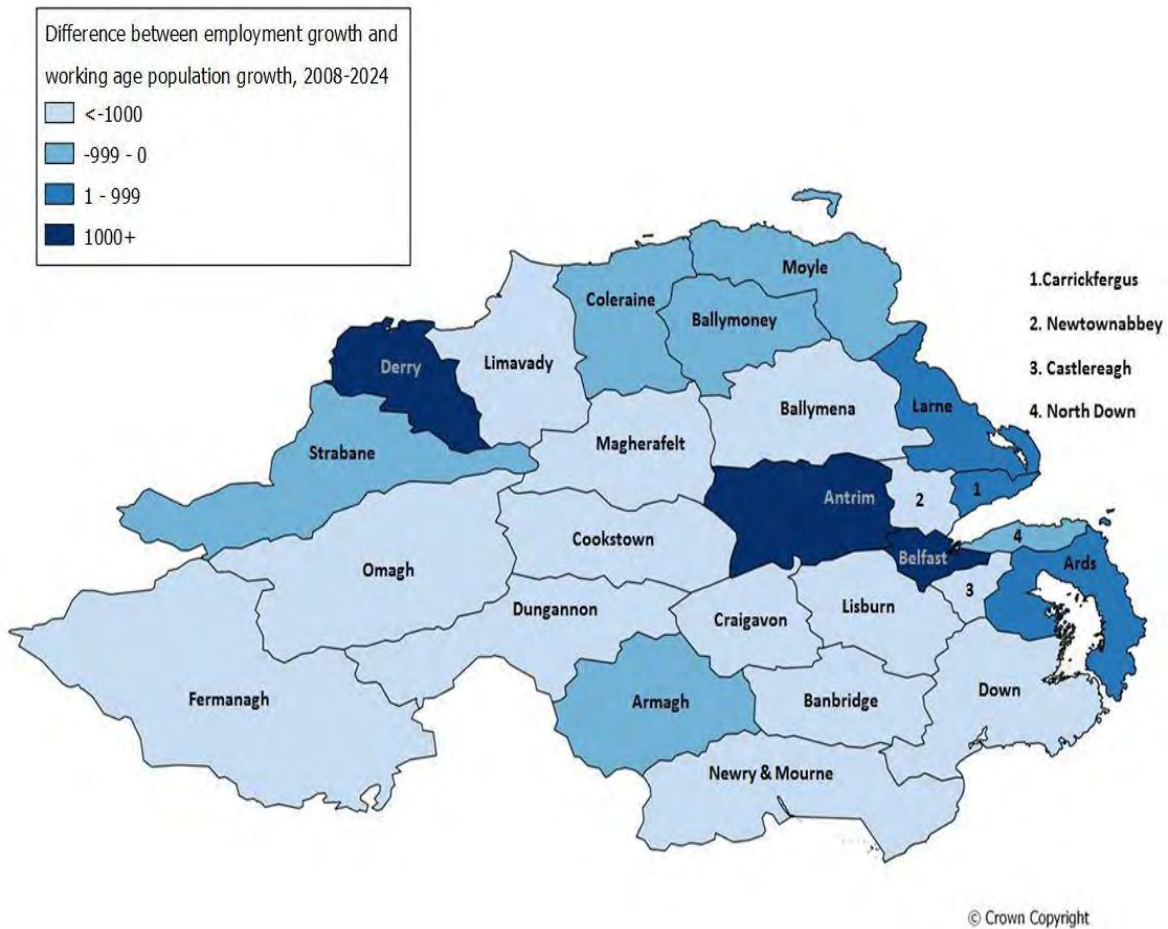 Difference between employment growth and
working age population growth, 2008-2024
<-1000
-999 - 0
1 - 999
1000+
Moyle
1.Carrickfergus
Coleraine
Ballymoney
2. Newtownabbey
Derry
Limavady
3. Castlereagh
Ballymena
Larne
4. North Down
Magherafelt
Strabane
Antrim
2
1
Cookstown
4
Belfast
Ards
Omagh
3
Dungannon
Lisburn
Craigavon
Down
Fermanagh
Armagh
Banbridge
Newry & Mourne
© Crown Copyright